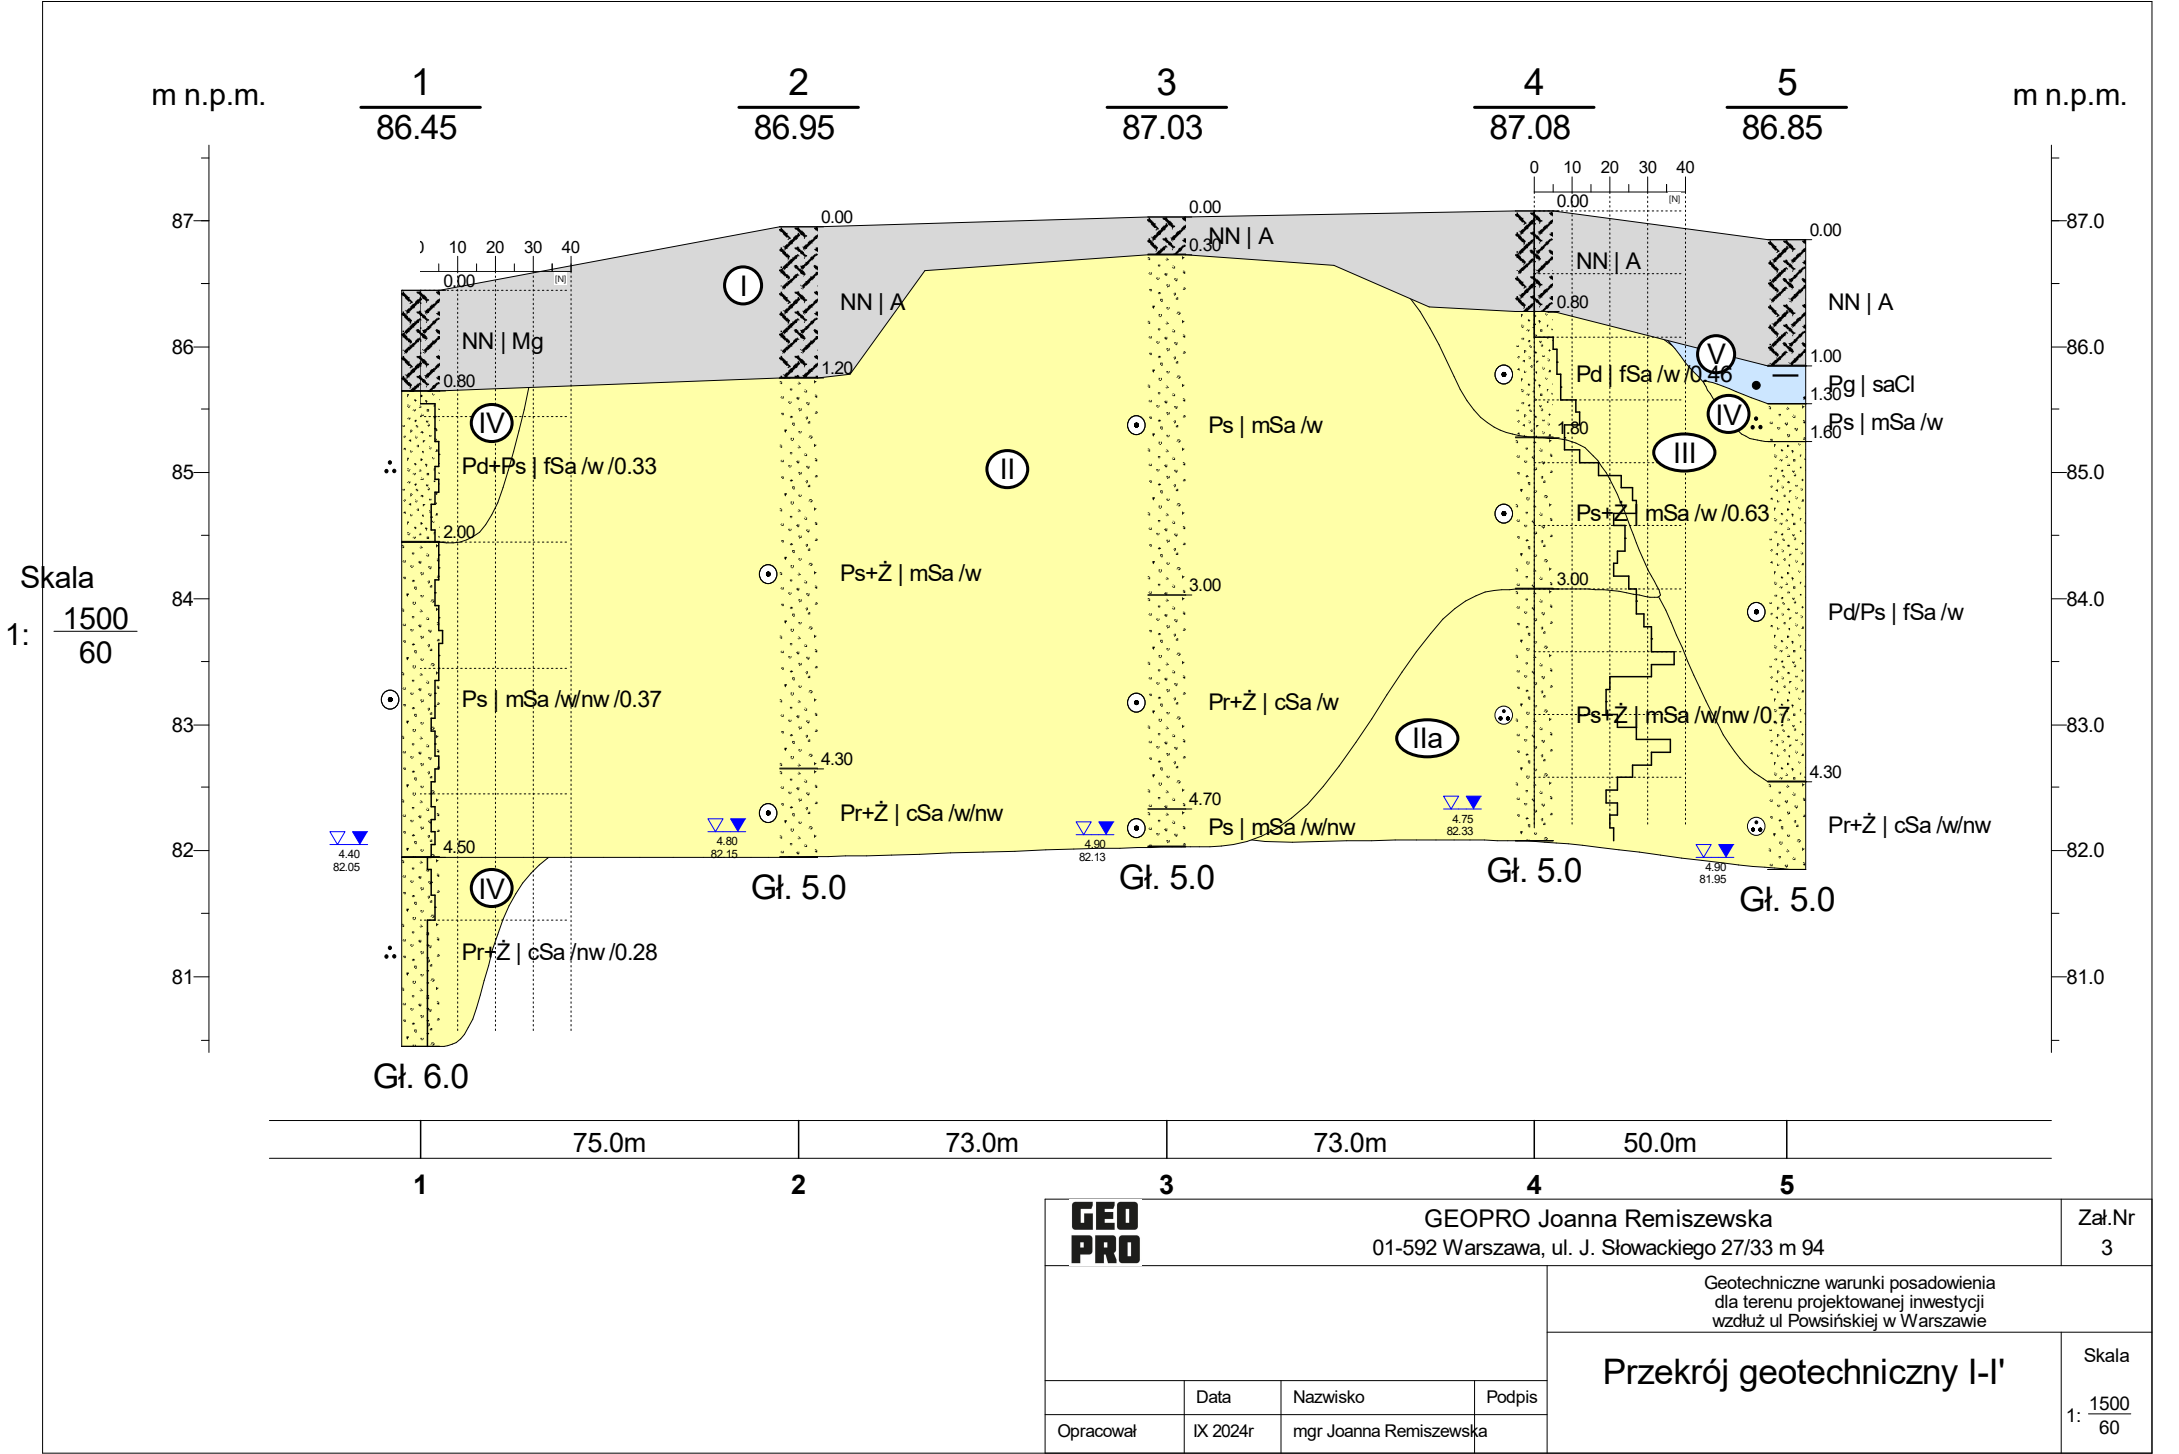 m n.p.m.
1
86.45
2
86.95
3
87.03
4
87.08
5
86.85
m n.p.m.
87
86
85
84
83
82
81
87.0
86.0
85.0
84.0
83.0
82.0
81.0
Skala
1: 1500
60
10 20 30 40
[N]
0.00
NN | Mg
0.80
IV
Pd+Ps | fSa /w /0.33
2.00
Ps | mSa /w/nw /0.37
4.40
82.05
4.50
IV
Pr+Ż | cSa /nw /0.28
Gł. 6.0
I
0.00
NN | A
1.20
Ps+Ż | mSa /w
4.30
Pr+Ż | cSa /w/nw
4.80
82.15
Gł. 5.0
II
0.00
NN | A
0.30
Ps | mSa /w
3.00
Pr+Ż | cSa /w
4.70
Ps | mSa /w/nw
4.90
82.13
Gł. 5.0
0 10 20 30 40
[N]
0.00
NN | A
0.80
Pd | fSa /w /0.46
1.80
Ps+Ż | mSa /w /0.63
3.00
IIa
Ps+Ż | mSa /w/nw /0.7
4.75
82.33
Gł. 5.0
0.00
NN | A
1.00
V
Pg | saCl
1.30
IV
Ps | mSa /w
1.60
III
Pd/Ps | fSa /w
4.30
Pr+Ż | cSa /w/nw
4.90
81.95
Gł. 5.0
75.0m 73.0m 73.0m 50.0m
1 2 3 4 5
GEO
PRO
GEOPRO Joanna Remiszewska
01-592 Warszawa, ul. J. Słowackiego 27/33 m 94
Zał.Nr
3
Geotechniczne warunki posadowienia
dla terenu projektowanej inwestycji
wzdłuż ul Powsińskiej w Warszawie
Przekrój geotechniczny I-I'
Skala
1: 1500
60
Data Nazwisko Podpis
Opracował IX 2024r mgr Joanna Remiszewska